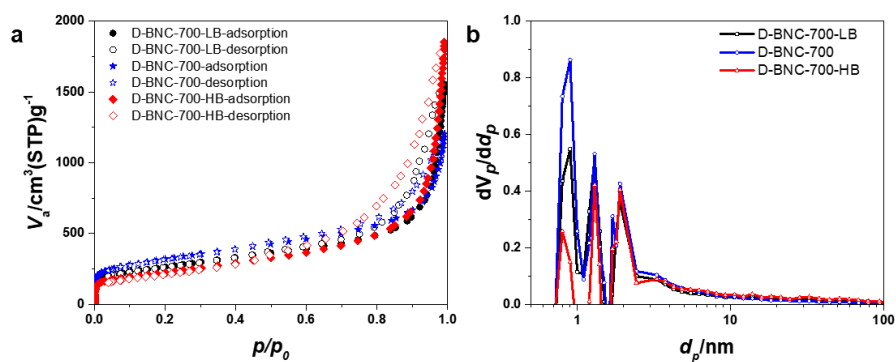 a
D-BNC-700-LB-adsorption
D-BNC-700-LB-desorption
D-BNC-700-adsorption
D-BNC-700-desorption
D-BNC-700-HB-adsorption
D-BNC-700-HB-desorption
2000
1500
1000
500
0
Va/cm3(STP)g-1
0.0 0.2 0.4 0.6 0.8 1.0
p/p0
b
D-BNC-700-LB
D-BNC-700
D-BNC-700-HB
1.0
0.8
0.6
0.4
0.2
0.0
dVp/ddp
1 10 100
dp/nm